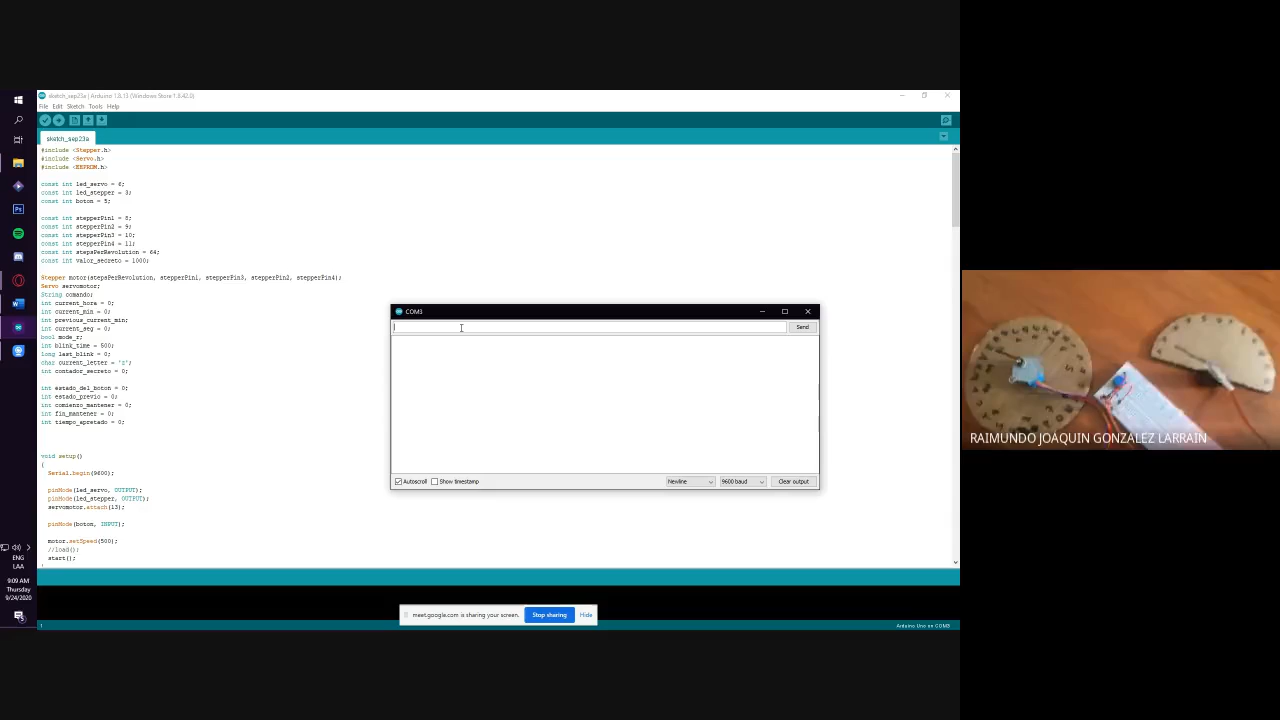 sketch_sep23a | Arduino 1.8.13 (Windows Store 1.8.42.0)
File Edit Sketch Tools Help
sketch_sep23a
#include <Stepper.h>
#include <Servo.h>
#include <EEPROM.h>
const int led_servo = 6;
const int led_stepper = 3;
const int boton = 5;
const int stepperPin1 = 8;
const int stepperPin2 = 9;
const int stepperPin3 = 10;
const int stepperPin4 = 11;
const int stepsPerRevolution = 64;
const int valor_secreto = 1000;
Stepper motor(stepsPerRevolution, stepperPin1, stepperPin3, stepperPin2, stepperPin4);
Servo servomotor;
String comando;
int current_hora = 0;
int current_min = 0;
int previous_current_min;
int current_seg = 0;
bool mode_r;
int blink_time = 500;
long last_blink = 0;
char current_letter = 'z';
int contador_secreto = 0;
int estado_del_boton = 0;
int estado_previo = 0;
int comienzo_mantener = 0;
int fin_mantener = 0;
int tiempo_apretado = 0;
void setup()
{
Serial.begin(9600);
pinMode(led_servo, OUTPUT);
pinMode(led_stepper, OUTPUT);
servomotor.attach(13);
pinMode(boton, INPUT);
motor.setSpeed(500);
//load();
start();
COM3
Send
Autoscroll Show timestamp
Newline 9600 baud Clear output
meet.google.com is sharing your screen. Stop sharing Hide
1
Arduino Uno on COM3
Ps
W
ENG
LAA
9:09 AM
Thursday
9/24/2020
RAIMUNDO JOAQUIN GONZALEZ LARRAIN